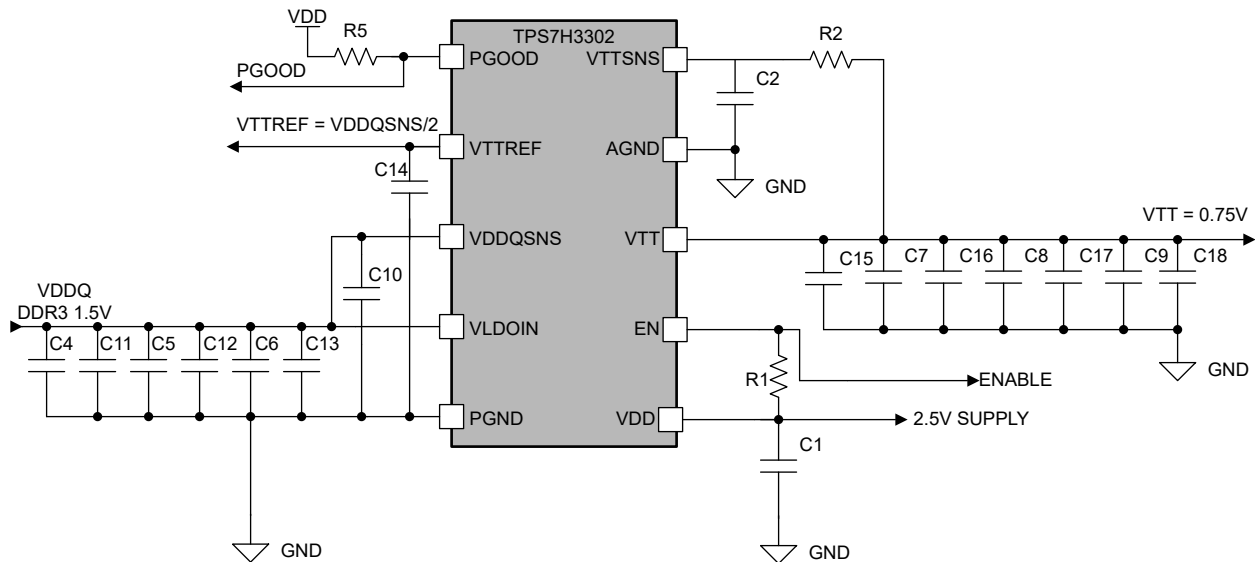 TPS7H3302
VDD
R5
PGOOD
PGOOD
VTTSNS
R2
C2
VTTREF = VDDQSNS/2
VTTREF
AGND
C14
GND
VDDQSNS
VTT
VTT = 0.75V
C10
C15
C7
C16
C8
C17
C9
C18
VDDQ
DDR3 1.5V
VLDOIN
EN
C4
C11
C5
C12
C6
C13
R1
ENABLE
GND
PGND
VDD
2.5V SUPPLY
C1
GND
GND